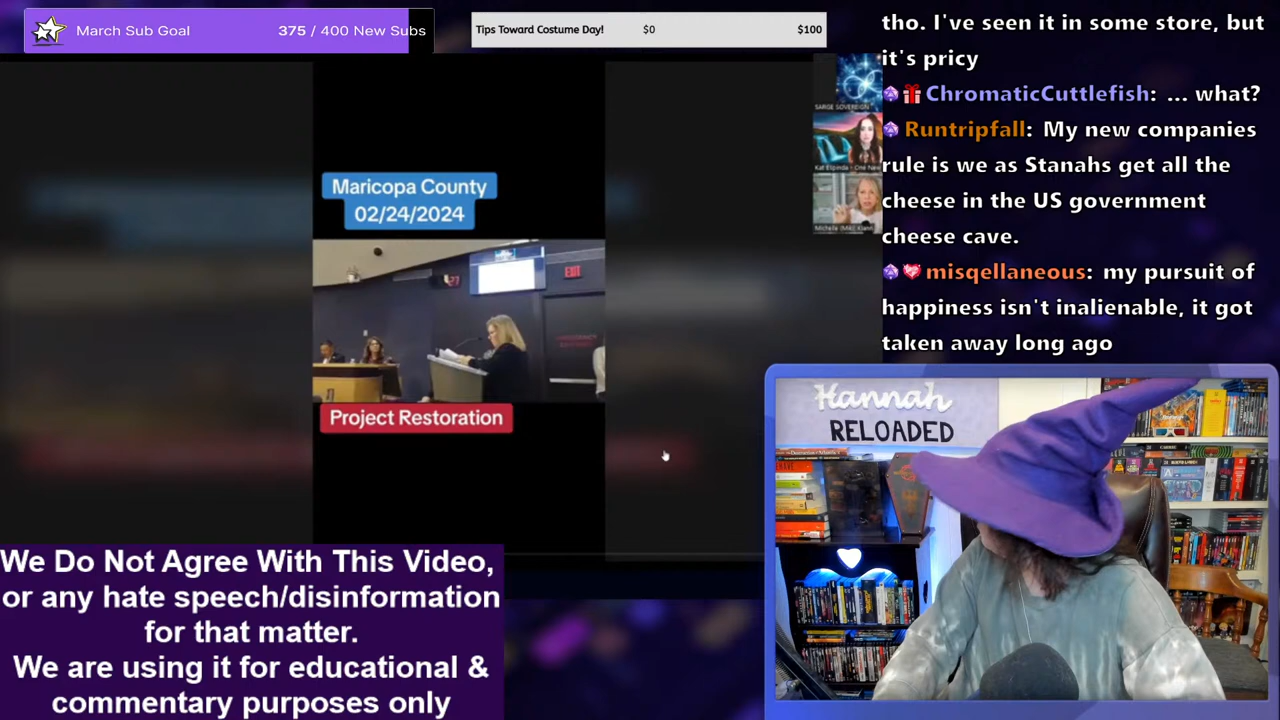 March Sub Goal
375 / 400 New Subs
Tips Toward Costume Day!
$0
$100
tho. I've seen it in some store, but
it's pricy
ChromaticCuttlefish: ... what?
Runtripfall: My new companies
rule is we as Stanahs get all the
cheese in the US government
cheese cave.
misqellaneous: my pursuit of
happiness isn't inalienable, it got
taken away long ago
SARGE SOVEREIGN
Maricopa County
02/24/2024
EXIT
Project Restoration
Hannah
RELOADED
We Do Not Agree With This Video,
or any hate speech/disinformation
for that matter.
We are using it for educational &
commentary purposes only